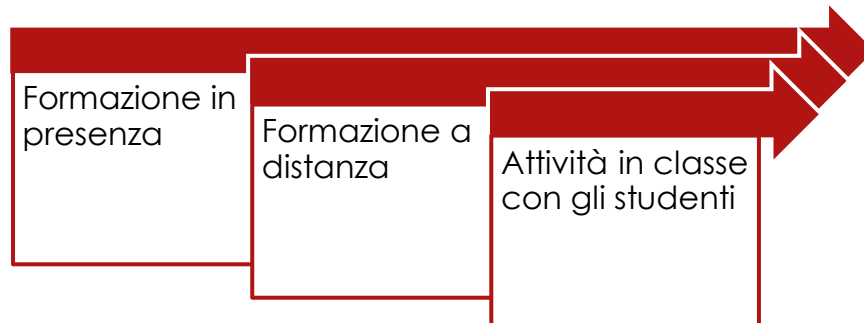 Formazione in
presenza
Formazione a
distanza
Attività in classe
con gli studenti